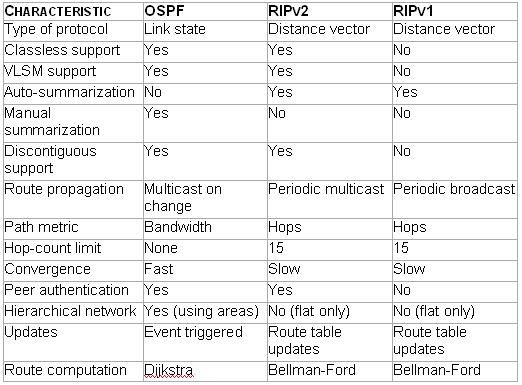 CHARACTERISTIC OSPF RIPv2 RIPv1
Type of protocol Link state Distance vector Distance vector
Classless support Yes Yes No
VLSM support Yes Yes No
Auto-summarization No Yes Yes
Manual summarization Yes No No
Discontiguous support Yes Yes No
Route propagation Multicast on change Periodic multicast Periodic broadcast
Path metric Bandwidth Hops Hops
Hop-count limit None 15 15
Convergence Fast Slow Slow
Peer authentication Yes Yes No
Hierarchical network Yes (using areas) No (flat only) No (flat only)
Updates Event triggered Route table updates Route table updates
Route computation Dijkstra Bellman-Ford Bellman-Ford